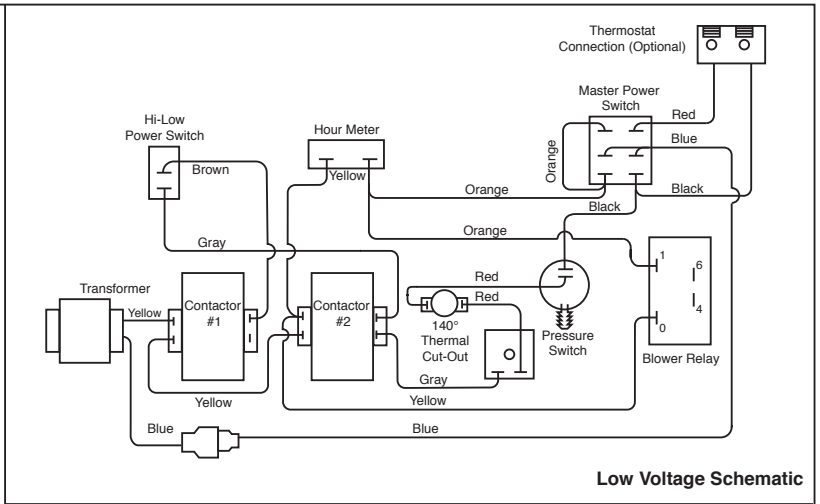 Thermostat
Connection (Optional)
Master Power
Switch
Red
Blue
Hi-Low
Power Switch
Hour Meter
Brown
Yellow
Orange
Orange
Black
Black
Orange
Gray
1
6
4
0
Red
Red
Transformer
Yellow
Contactor
#1
Contactor
#2
140°
Thermal
Cut-Out
Pressure
Switch
Blower Relay
Gray
Yellow
Yellow
Blue
Blue
Low Voltage Schematic